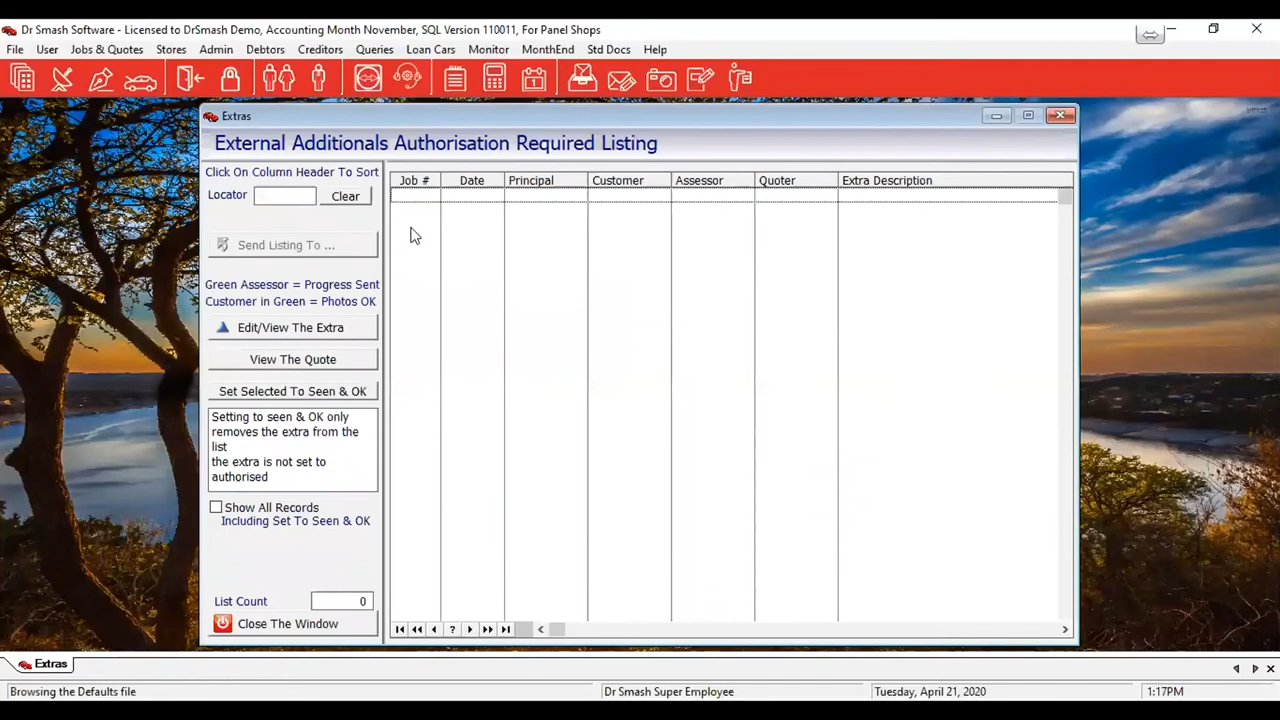 Dr Smash Software - Licensed to DrSmash Demo, Accounting Month November, SQL Version 110011, For Panel Shops
File User Jobs & Quotes Stores Admin Debtors Creditors Queries Loan Cars Monitor MonthEnd Std Docs Help
Extras
External Additionals Authorisation Required Listing
Click On Column Header To Sort
Locator Clear
Send Listing To ...
Green Assessor = Progress Sent
Customer in Green = Photos OK
Edit/View The Extra
View The Quote
Set Selected To Seen & OK
Setting to seen & OK only
removes the extra from the
list
the extra is not set to
authorised
Show All Records
Including Set To Seen & OK
List Count 0
Close The Window
Job # Date Principal Customer Assessor Quoter Extra Description
?
Extras
Browsing the Defaults file Dr Smash Super Employee Tuesday, April 21, 2020 1:17PM